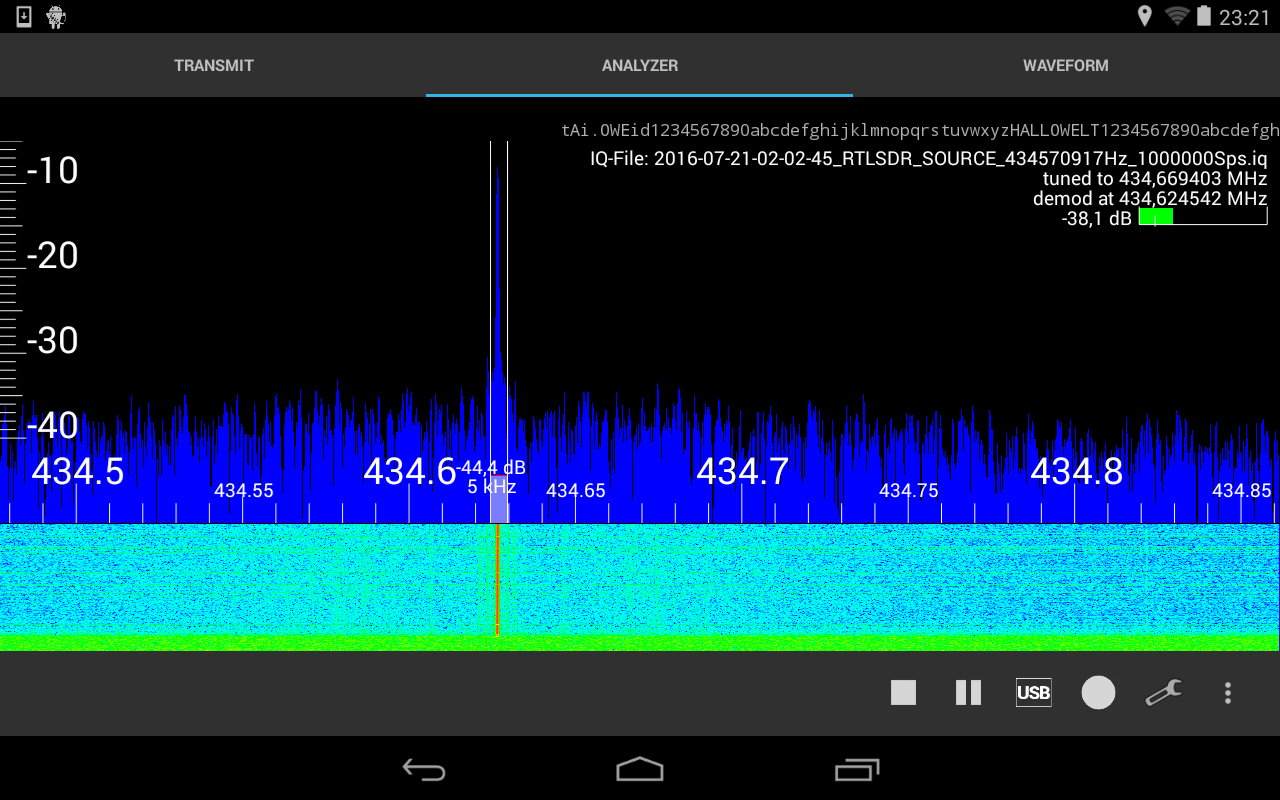 23:21
TRANSMIT ANALYZER WAVEFORM
tAi.OWEid1234567890abcdefghijklmnopqrstuvwxyzHALLOWELT1234567890abcdefgh
-10
IQ-File: 2016-07-21-02-02-45_RTLSDR_SOURCE_434570917Hz_1000000Sps.iq
tuned to 434,669403 MHz
demod at 434,624542 MHz
-38,1 dB
-20
-30
-40
434.5 434.6 -44,4 dB 434.7 434.8
434.55 5 kHz 434.65 434.75 434.85
USB